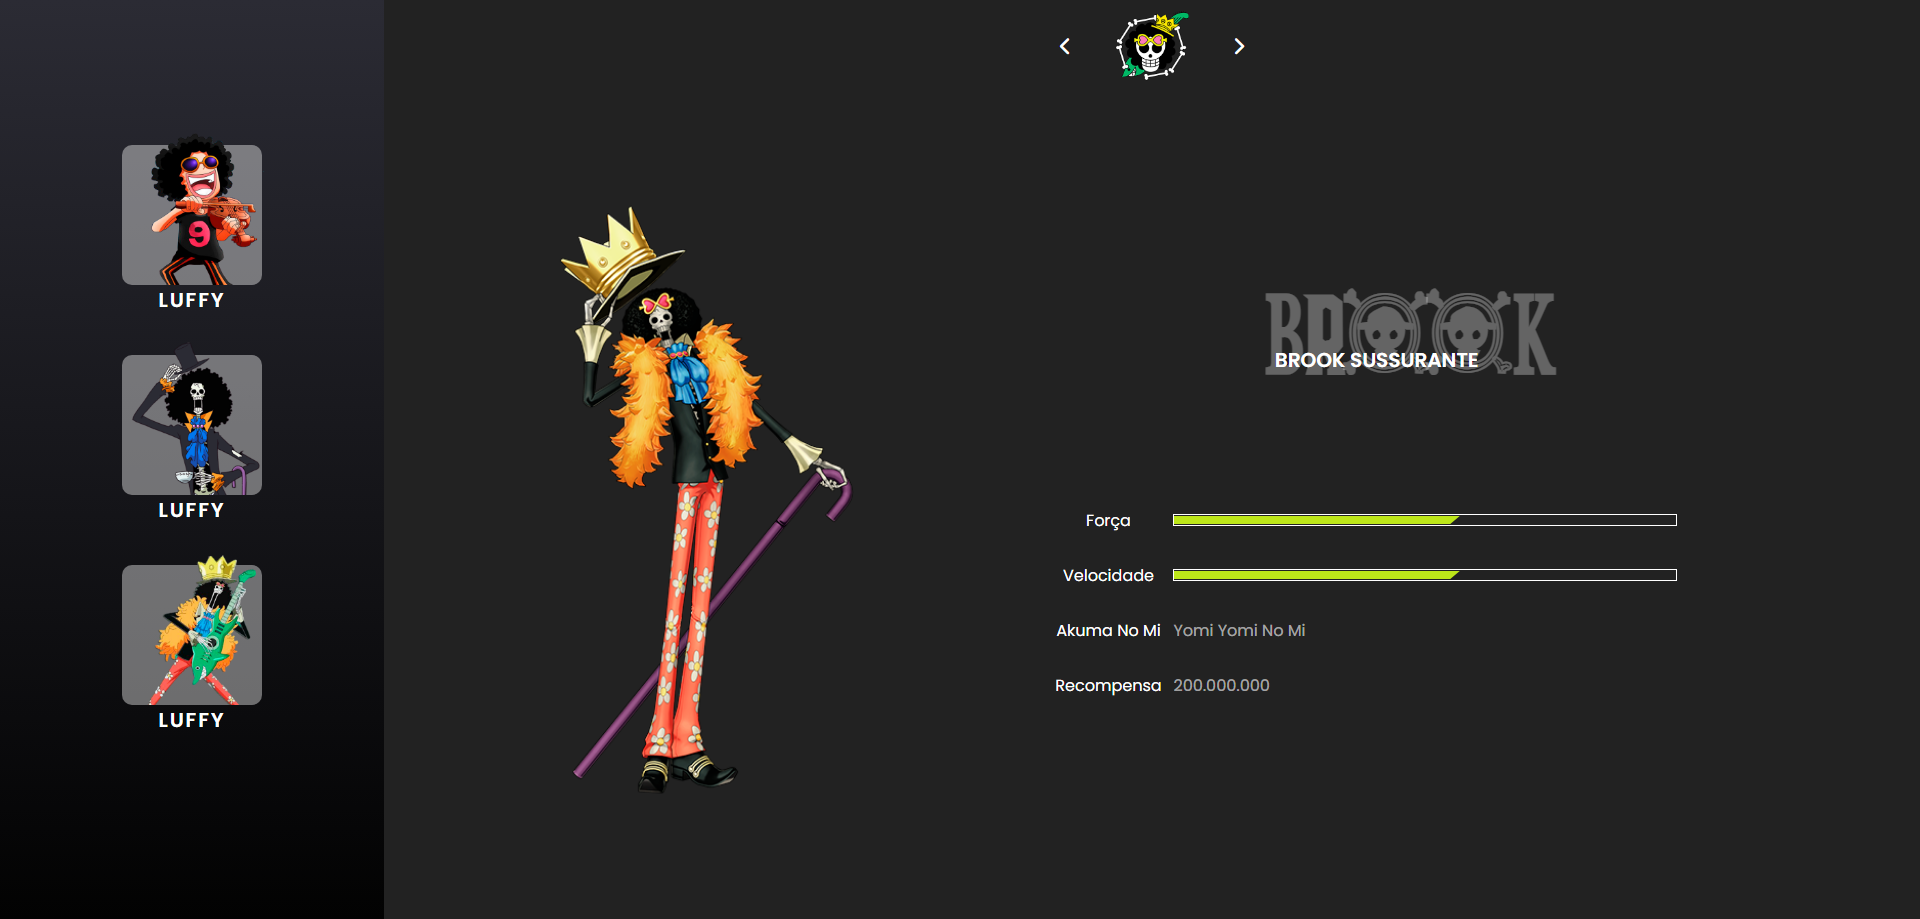 9
LUFFY
LUFFY
LUFFY
BROOK
BROOK SUSSURANTE
Força
Velocidade
Akuma No Mi Yomi Yomi No Mi
Recompensa 200.000.000